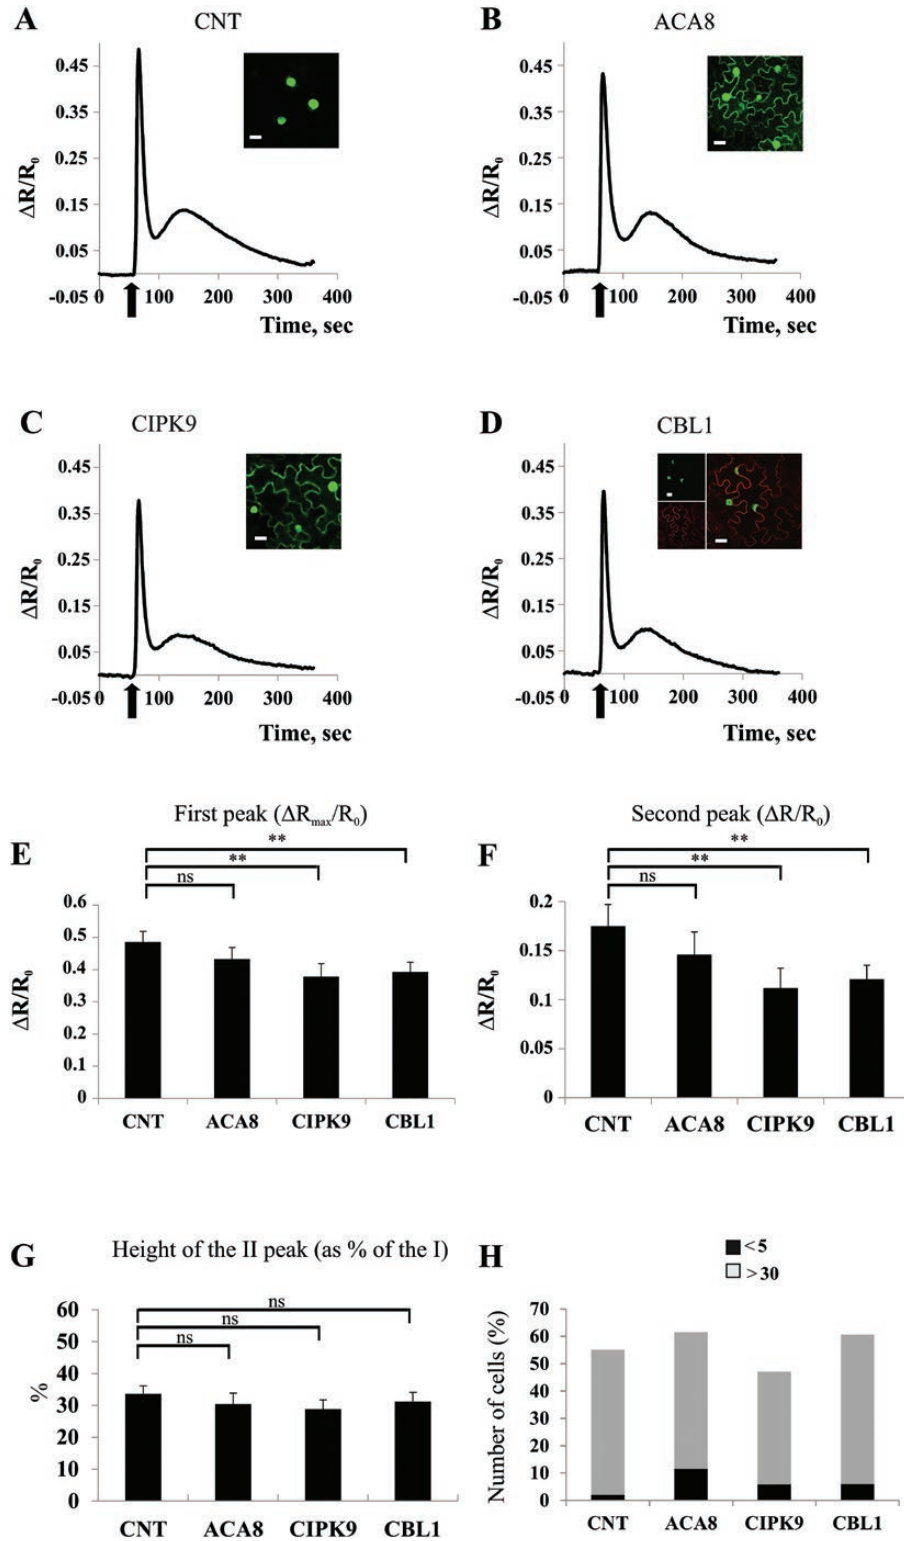 A CNT
ΔR/R0
0.45
0.35
0.25
0.15
0.05
-0.05
0 100 200 300 400
Time, sec
B ACA8
ΔR/R0
0.45
0.35
0.25
0.15
0.05
-0.05
0 100 200 300 400
Time, sec
C CIPK9
ΔR/R0
0.45
0.35
0.25
0.15
0.05
-0.05
0 100 200 300 400
Time, sec
D CBL1
ΔR/R0
0.45
0.35
0.25
0.15
0.05
-0.05
0 100 200 300 400
Time, sec
E First peak (ΔRmax/R0)
**
**
ns
ΔR/R0
0.6
0.5
0.4
0.3
0.2
0.1
0
CNT ACA8 CIPK9 CBL1
F Second peak (ΔR/R0)
**
**
ns
ΔR/R0
0.2
0.15
0.1
0.05
0
CNT ACA8 CIPK9 CBL1
G Height of the II peak (as % of the I)
ns
ns
ns
%
60
50
40
30
20
10
0
CNT ACA8 CIPK9 CBL1
H
<5
>30
Number of cells (%)
70
60
50
40
30
20
10
0
CNT ACA8 CIPK9 CBL1